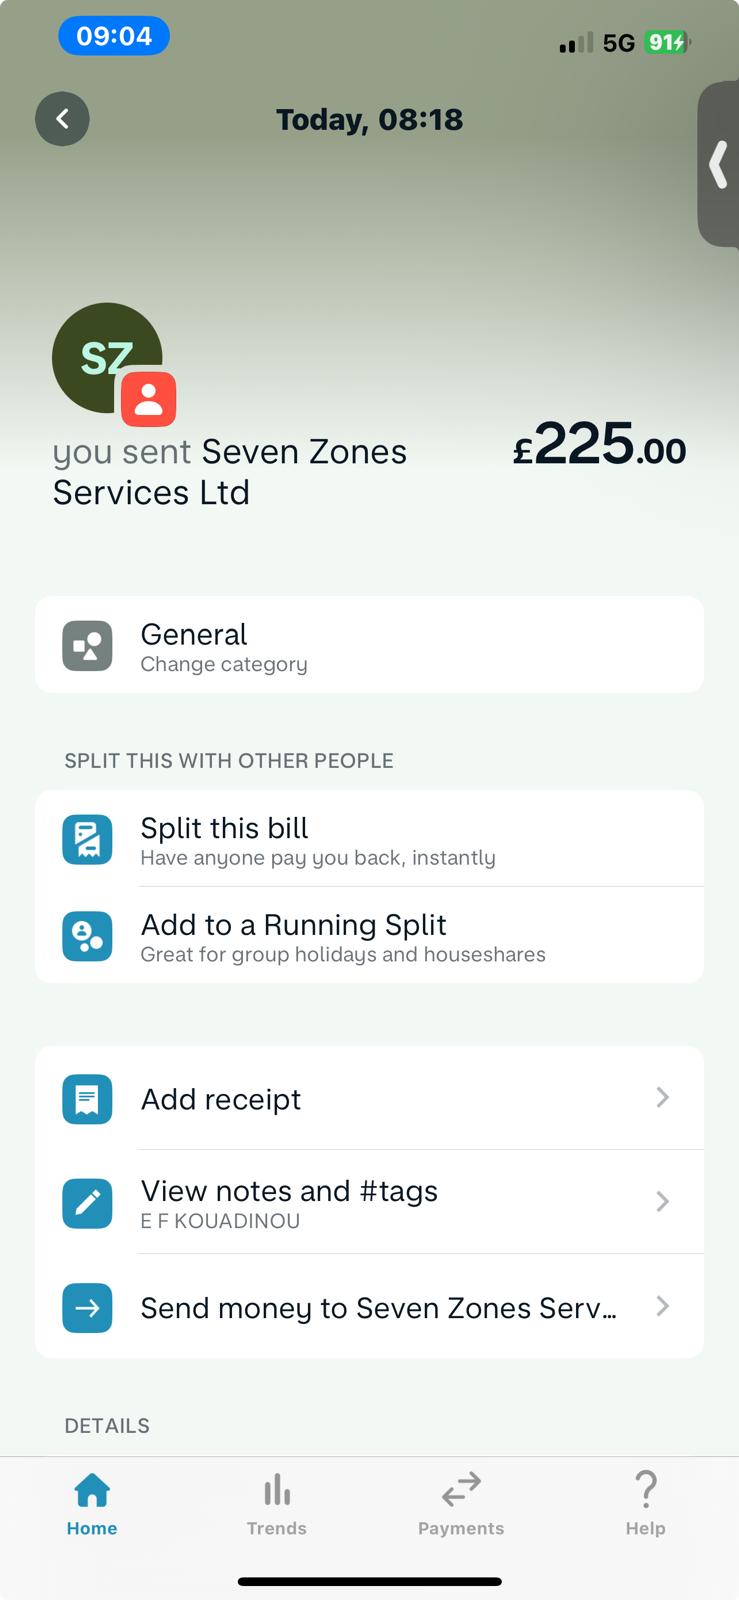 09:04
5G 91
Today, 08:18
SZ
you sent Seven Zones
Services Ltd
£225.00
General
Change category
SPLIT THIS WITH OTHER PEOPLE
Split this bill
Have anyone pay you back, instantly
Add to a Running Split
Great for group holidays and houseshares
Add receipt
View notes and #tags
E F KOUADINOU
Send money to Seven Zones Serv...
DETAILS
Home Trends Payments Help